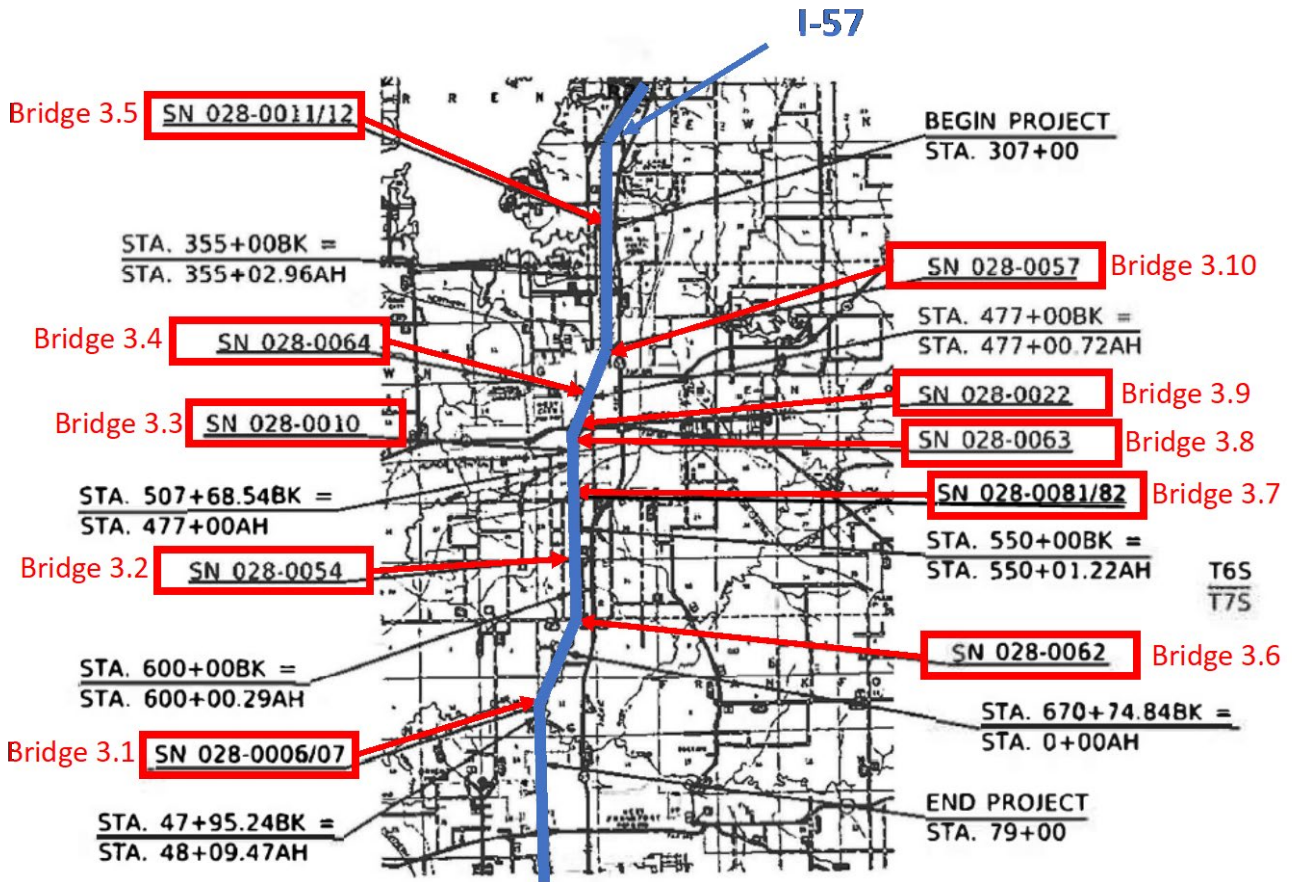 I-57
Bridge 3.5
SN 028-0011/12
BEGIN PROJECT
STA. 307+00
STA. 355+00BK =
STA. 355+02.96AH
SN 028-0057
Bridge 3.10
Bridge 3.4
SN 028-0064
STA. 477+00BK =
STA. 477+00.72AH
Bridge 3.3
SN 028-0010
SN 028-0022
Bridge 3.9
SN 028-0063
Bridge 3.8
STA. 507+68.54BK =
STA. 477+00AH
SN 028-0081/82
Bridge 3.7
Bridge 3.2
SN 028-0054
STA. 550+00BK =
STA. 550+01.22AH
T6S
T7S
STA. 600+00BK =
STA. 600+00.29AH
SN 028-0062
Bridge 3.6
Bridge 3.1
SN 028-0006/07
STA. 670+74.84BK =
STA. 0+00AH
STA. 47+95.24BK =
STA. 48+09.47AH
END PROJECT
STA. 79+00